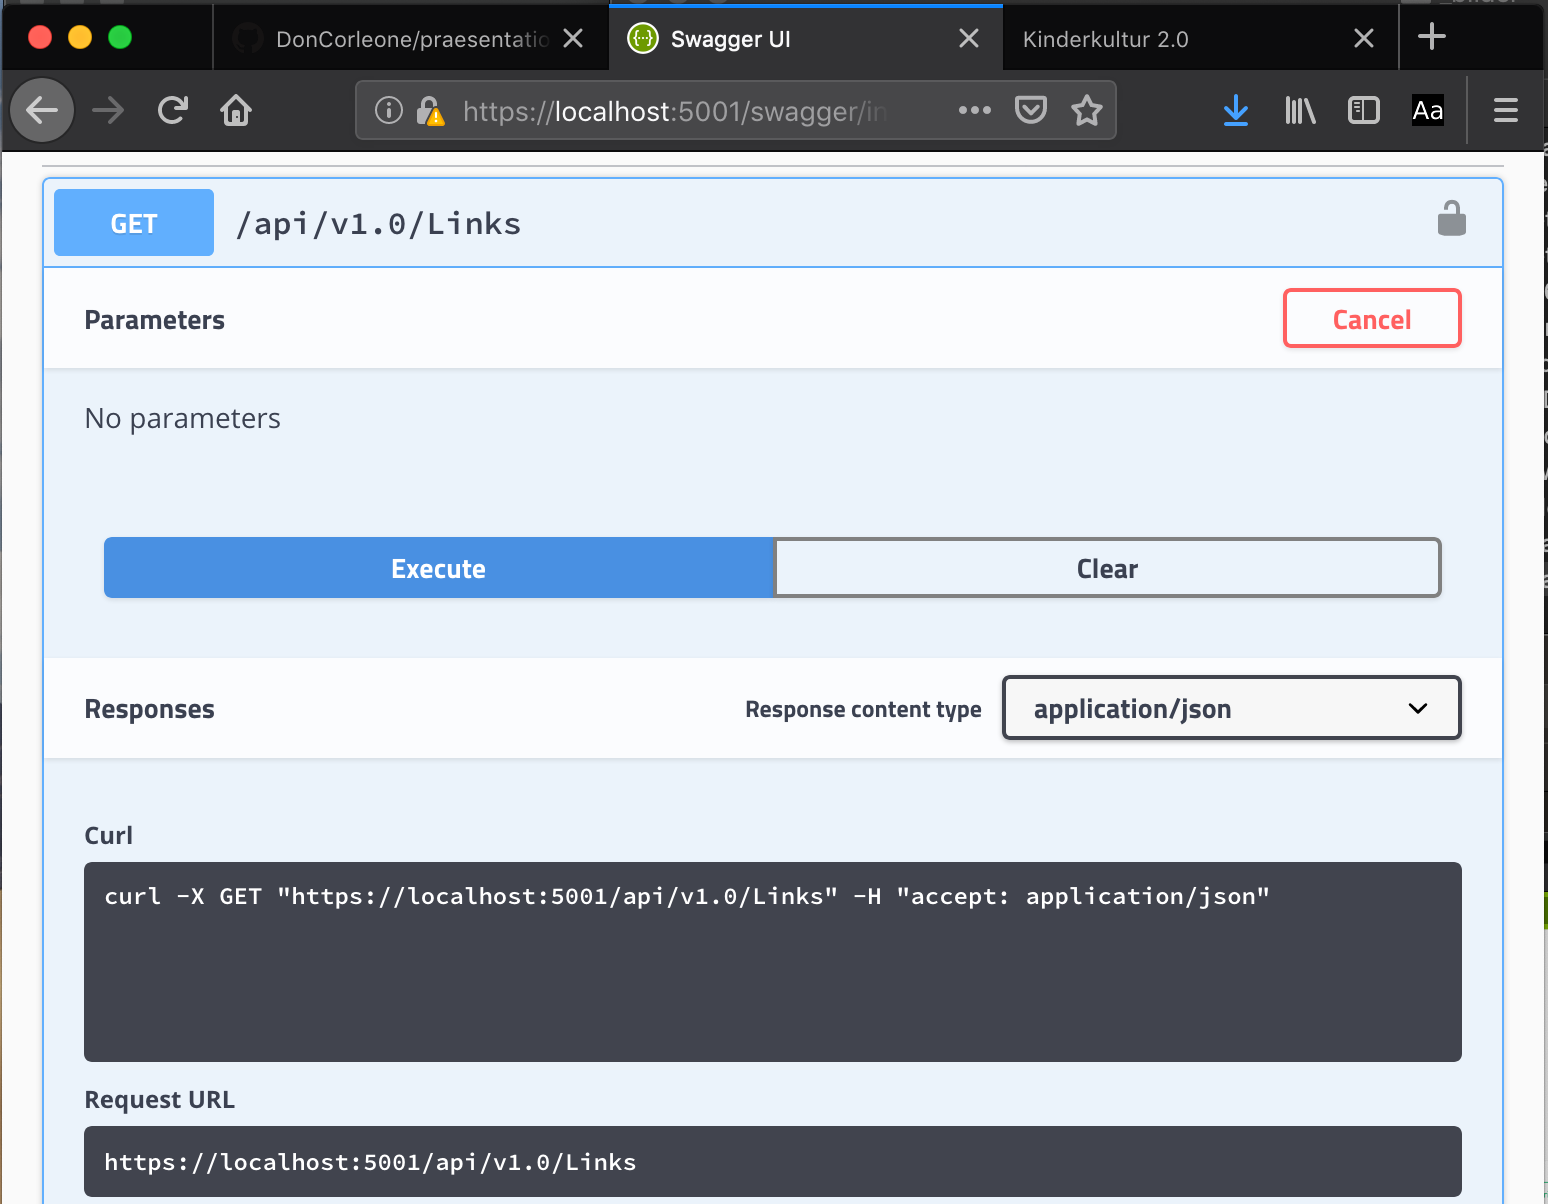 DonCorleone/praesentatio
Swagger UI
Kinderkultur 2.0
https://localhost:5001/swagger/in
Aa
GET /api/v1.0/Links
Parameters
Cancel
No parameters
Execute
Clear
Responses
Response content type
application/json
Curl
curl -X GET "https://localhost:5001/api/v1.0/Links" -H "accept: application/json"
Request URL
https://localhost:5001/api/v1.0/Links